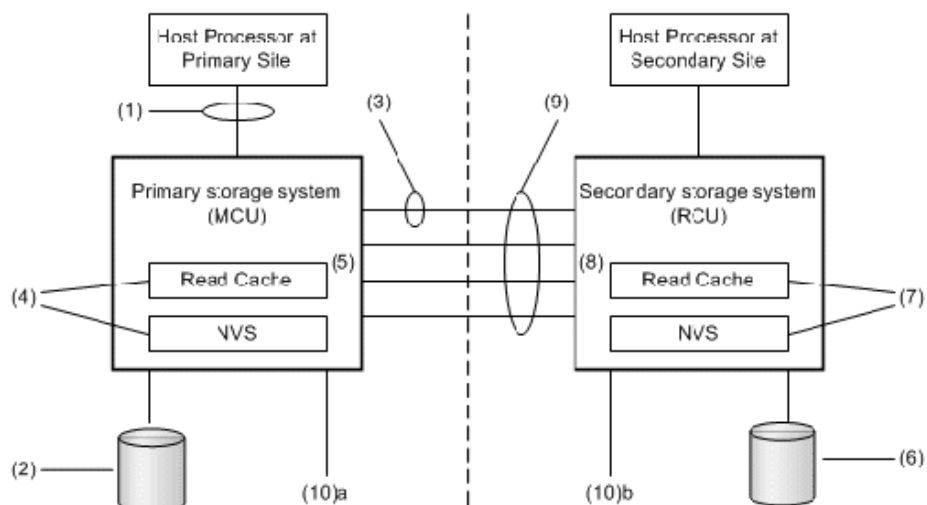 Host Processor at
Primary Site
Host Processor at
Secondary Site
(1)
(3)
(9)
Primary storage system
(MCU)
Secondary storage system
(RCU)
(5)
(8)
Read Cache
Read Cache
(4)
(7)
NVS
NVS
(2)
(6)
(10)a
(10)b